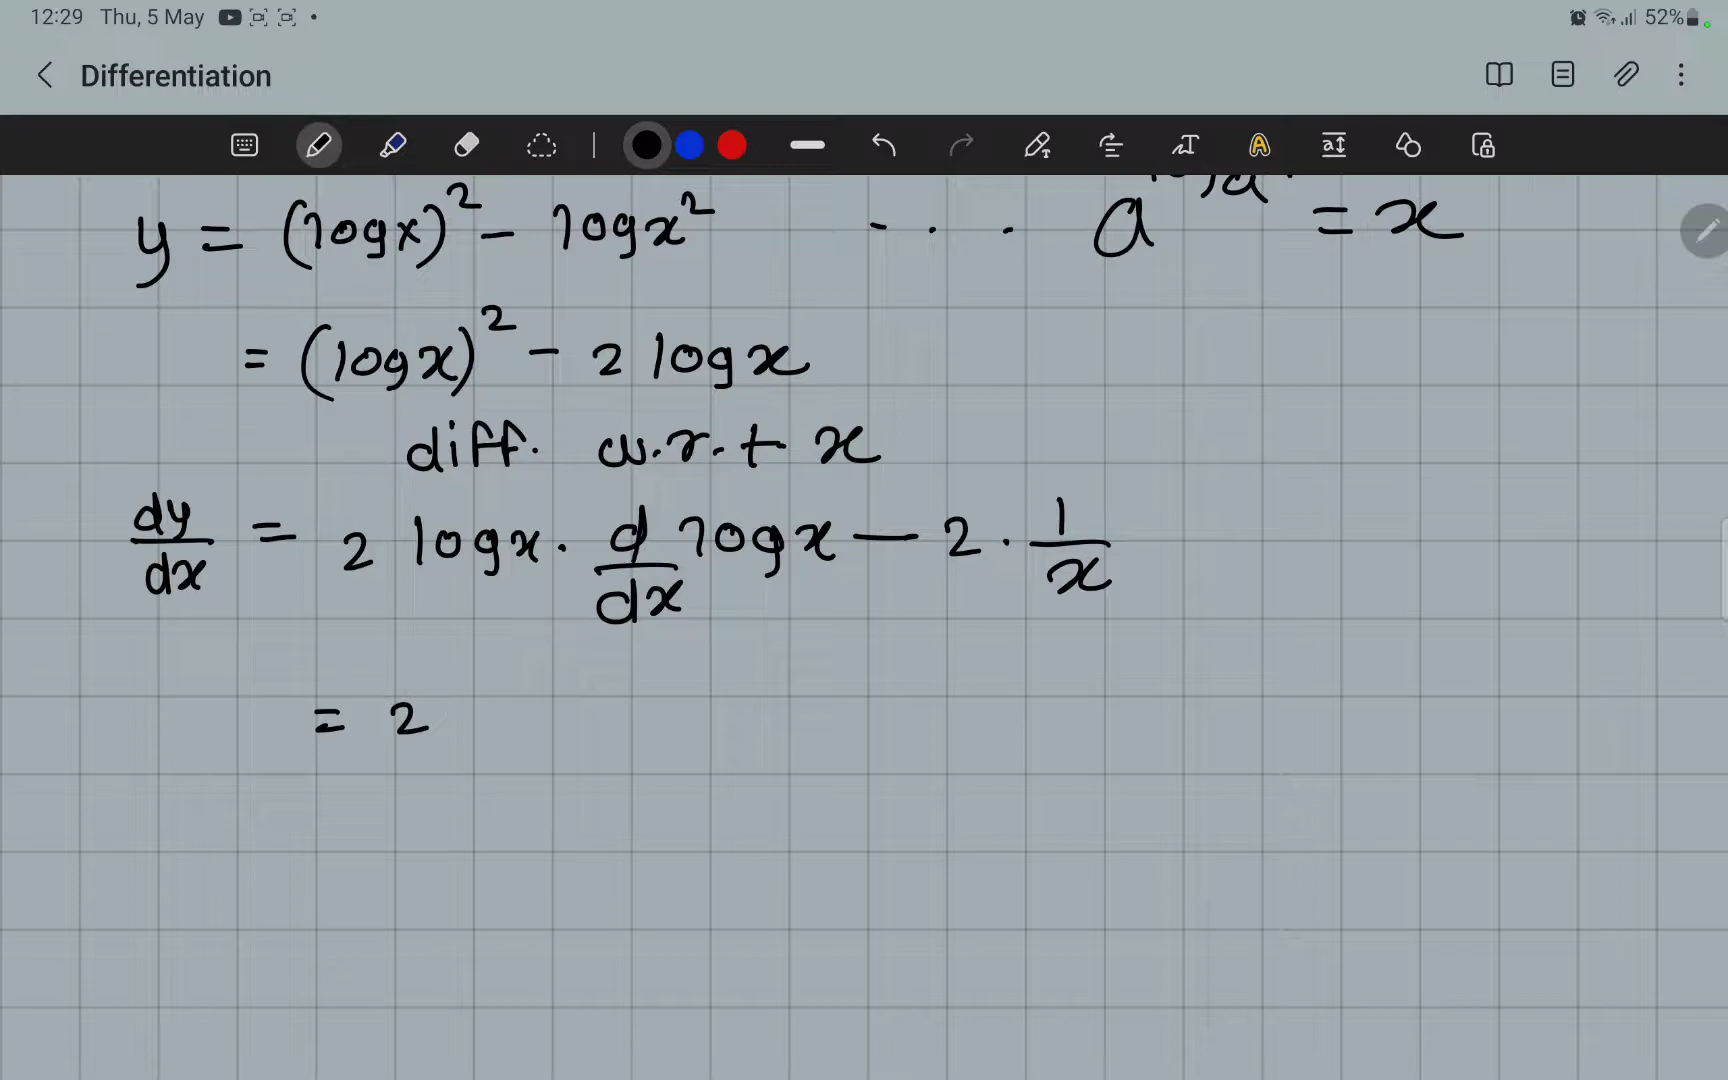 12:29 Thu, 5 May 52%
Differentiation
y = (log x)² - log x² - . . a = x
= (log x)² - 2 log x
diff. w.r.t x
dy/dx = 2 log x . d/dx log x - 2 . 1/x
= 2